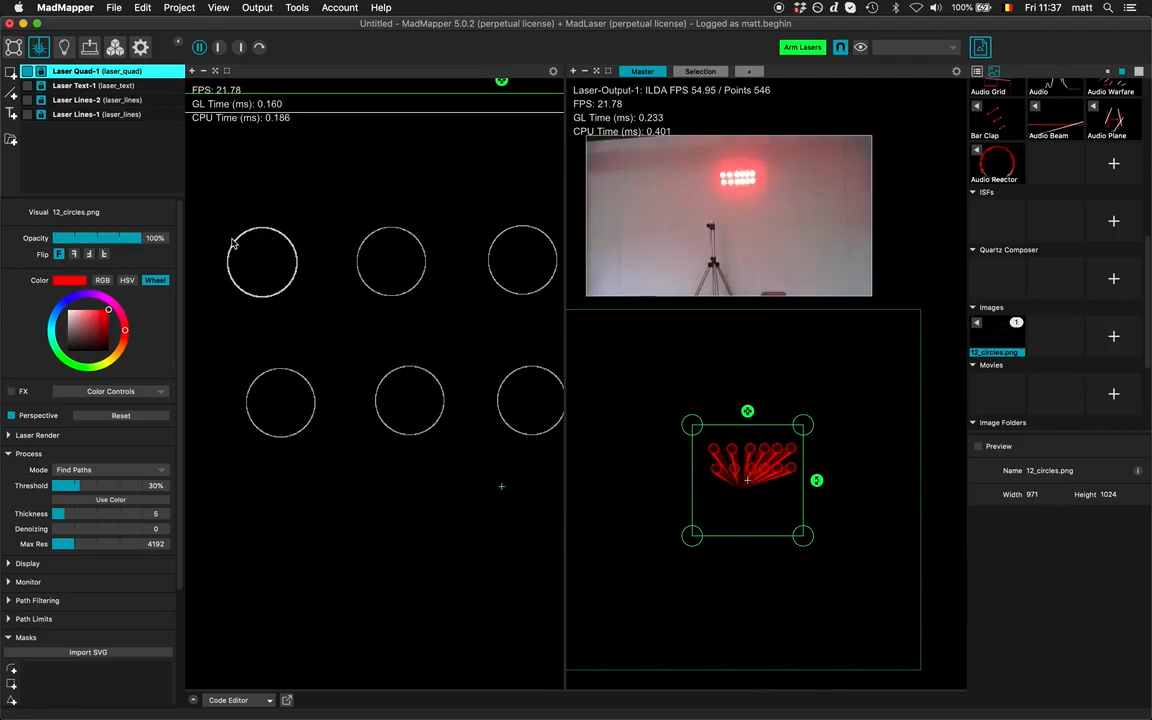 MadMapper File Edit Project View Output Tools Account Help
100% Fri 11:37 matt
Untitled - MadMapper 5.0.2 (perpetual license) + MadLaser (perpetual license) - Logged as matt.beghin
Arm Lasers
Laser Quad-1 (laser_quad)
Laser Text-1 (laser_text)
Laser Lines-2 (laser_lines)
Laser Lines-1 (laser_lines)
FPS: 21.78
GL Time (ms): 0.160
CPU Time (ms): 0.186
Master Selection +
Laser-Output-1: ILDA FPS 54.95 / Points 546
FPS: 21.78
GL Time (ms): 0.233
CPU Time (ms): 0.401
Audio Grid Audio Audio Warfare
Bar Clap Audio Beam Audio Plane
Audio Reactor
ISFs
Quartz Composer
Images
1
12_circles.png
Movies
Image Folders
Preview
Name 12_circles.png
Width 971 Height 1024
Visual 12_circles.png
Opacity 100%
Flip
Color RGB HSV Wheel
FX Color Controls
Perspective Reset
Laser Render
Process
Mode Find Paths
Threshold 30%
Use Color
Thickness 5
Denoizing 0
Max Res 4192
Display
Monitor
Path Filtering
Path Limits
Masks
Import SVG
Code Editor